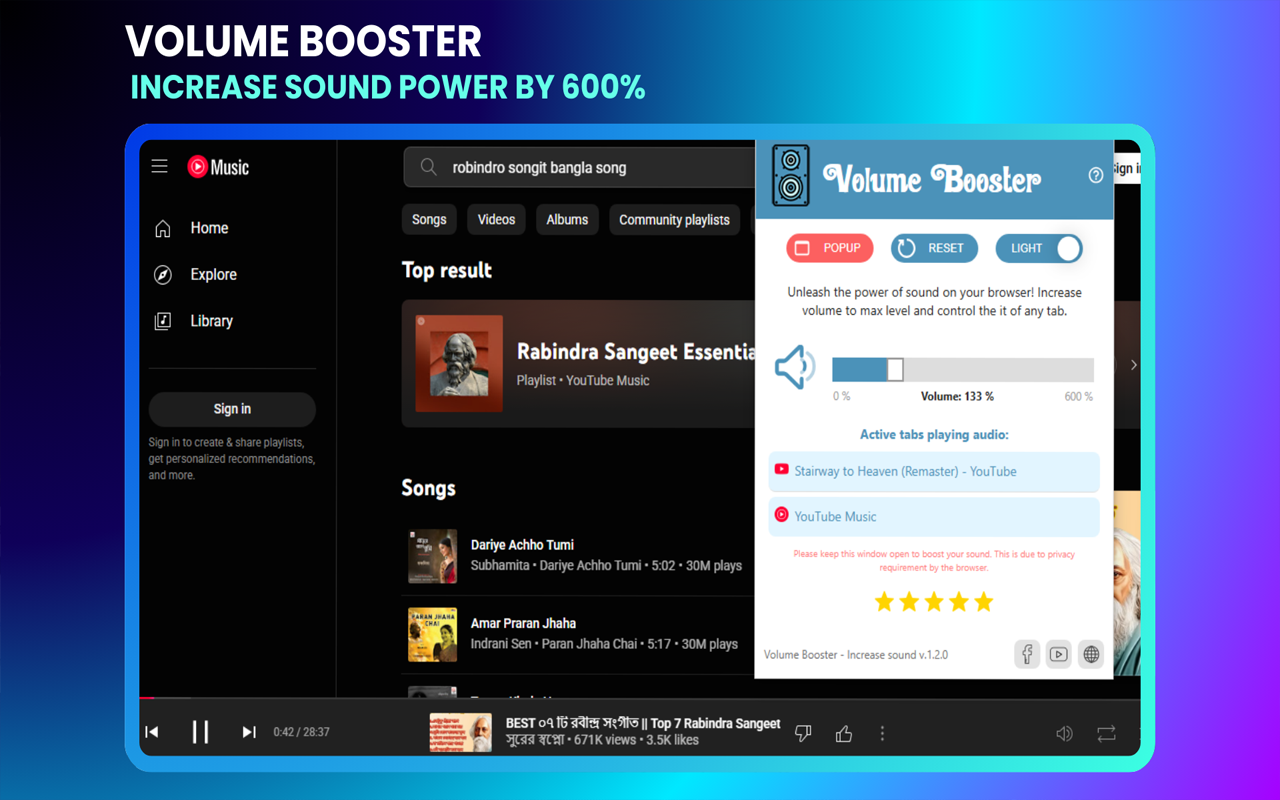 VOLUME BOOSTER
INCREASE SOUND POWER BY 600%
Music
Home
Explore
Library
Sign in
Sign in to create & share playlists,
get personalized recommendations,
and more.
robindro songit bangla song
Songs
Videos
Albums
Community playlists
Top result
Rabindra Sangeet Essentia
Playlist • YouTube Music
Songs
Dariye Achho Tumi
Subhamita • Dariye Achho Tumi • 5:02 • 30M plays
PARAN JHAHA
CHAI
Amar Praran Jhaha
Indrani Sen • Paran Jhaha Chai • 5:17 • 30M plays
Volume Booster
sign i
POPUP
RESET
LIGHT
Unleash the power of sound on your browser! Increase
volume to max level and control the it of any tab.
0 %
Volume: 133 %
600 %
Active tabs playing audio:
Stairway to Heaven (Remaster) - YouTube
YouTube Music
Please keep this window open to boost your sound. This is due to privacy
requirement by the browser.
Volume Booster - Increase sound v.1.2.0
0:42 / 28:37
BEST ০৭ টি রবীন্দ্র সংগীত || Top 7 Rabindra Sangeet
সুরের স্বপ্নো • 671K views • 3.5K likes